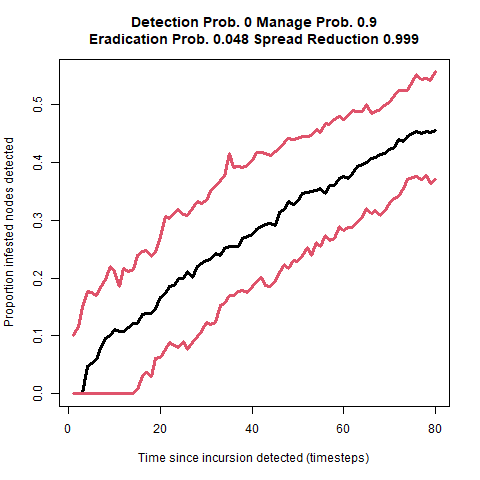 Detection Prob. 0 Manage Prob. 0.9
Eradication Prob. 0.048 Spread Reduction 0.999
Proportion infested nodes detected
0.5
0.4
0.3
0.2
0.1
0.0
0 20 40 60 80
Time since incursion detected (timesteps)